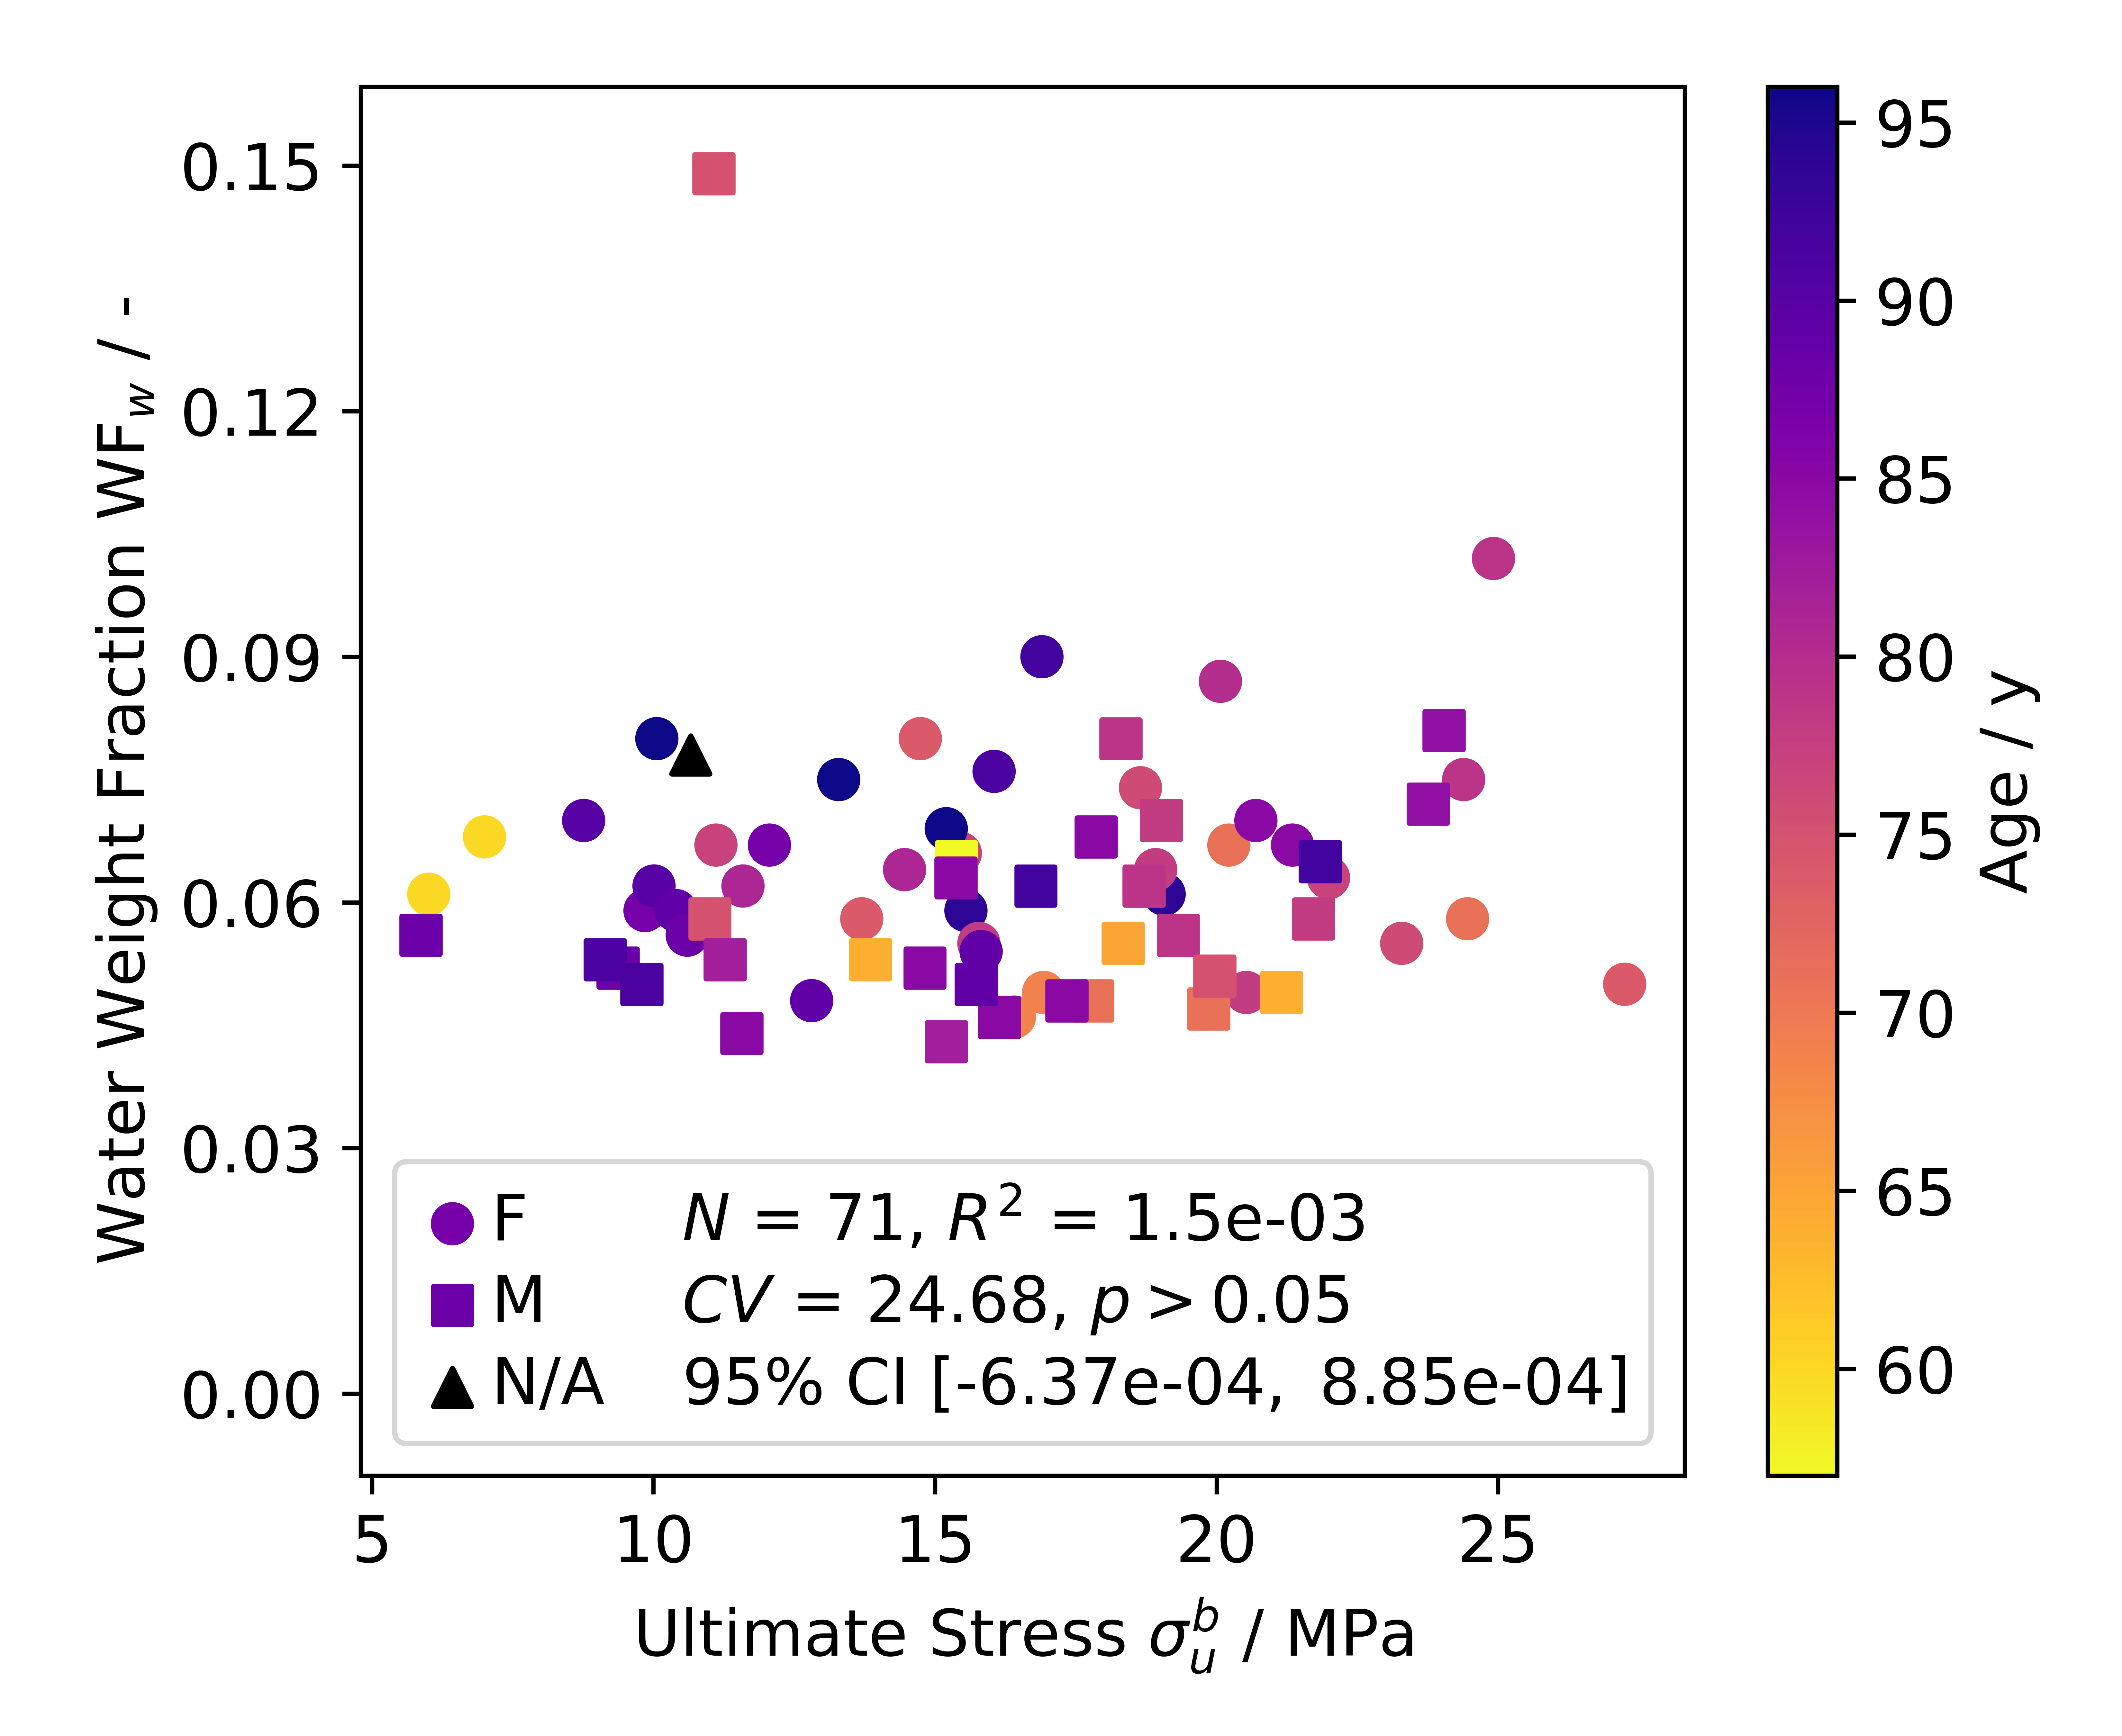 Water Weight Fraction WF_w / -
0.15
0.12
0.09
0.06
0.03
0.00
F N = 71, R² = 1.5e-03
M CV = 24.68, p > 0.05
N/A 95% CI [-6.37e-04, 8.85e-04]
5 10 15 20 25
Ultimate Stress σ_u^b / MPa
95
90
85
80
75
70
65
60
Age / y